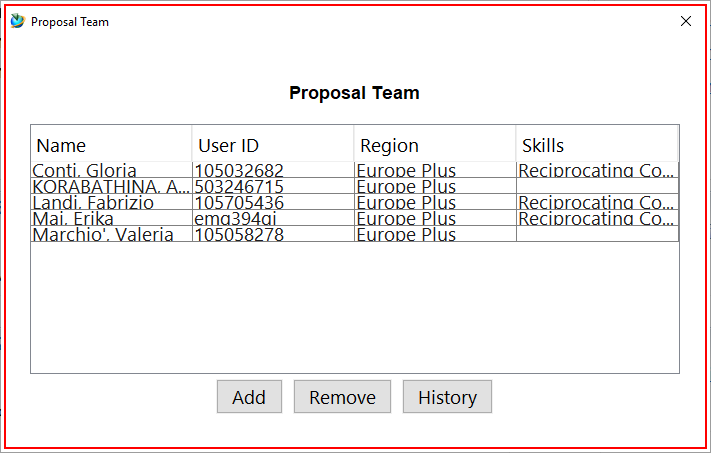 Proposal Team
Proposal Team
Name User ID Region Skills
Conti, Gloria 105032682 Europe Plus Reciprocating Co...
KORABATHINA, A... 503246715 Europe Plus
Landi, Fabrizio 105705436 Europe Plus Reciprocating Co...
Mai, Erika emg394gi Europe Plus Reciprocating Co...
Marchio', Valeria 105058278 Europe Plus
Add Remove History